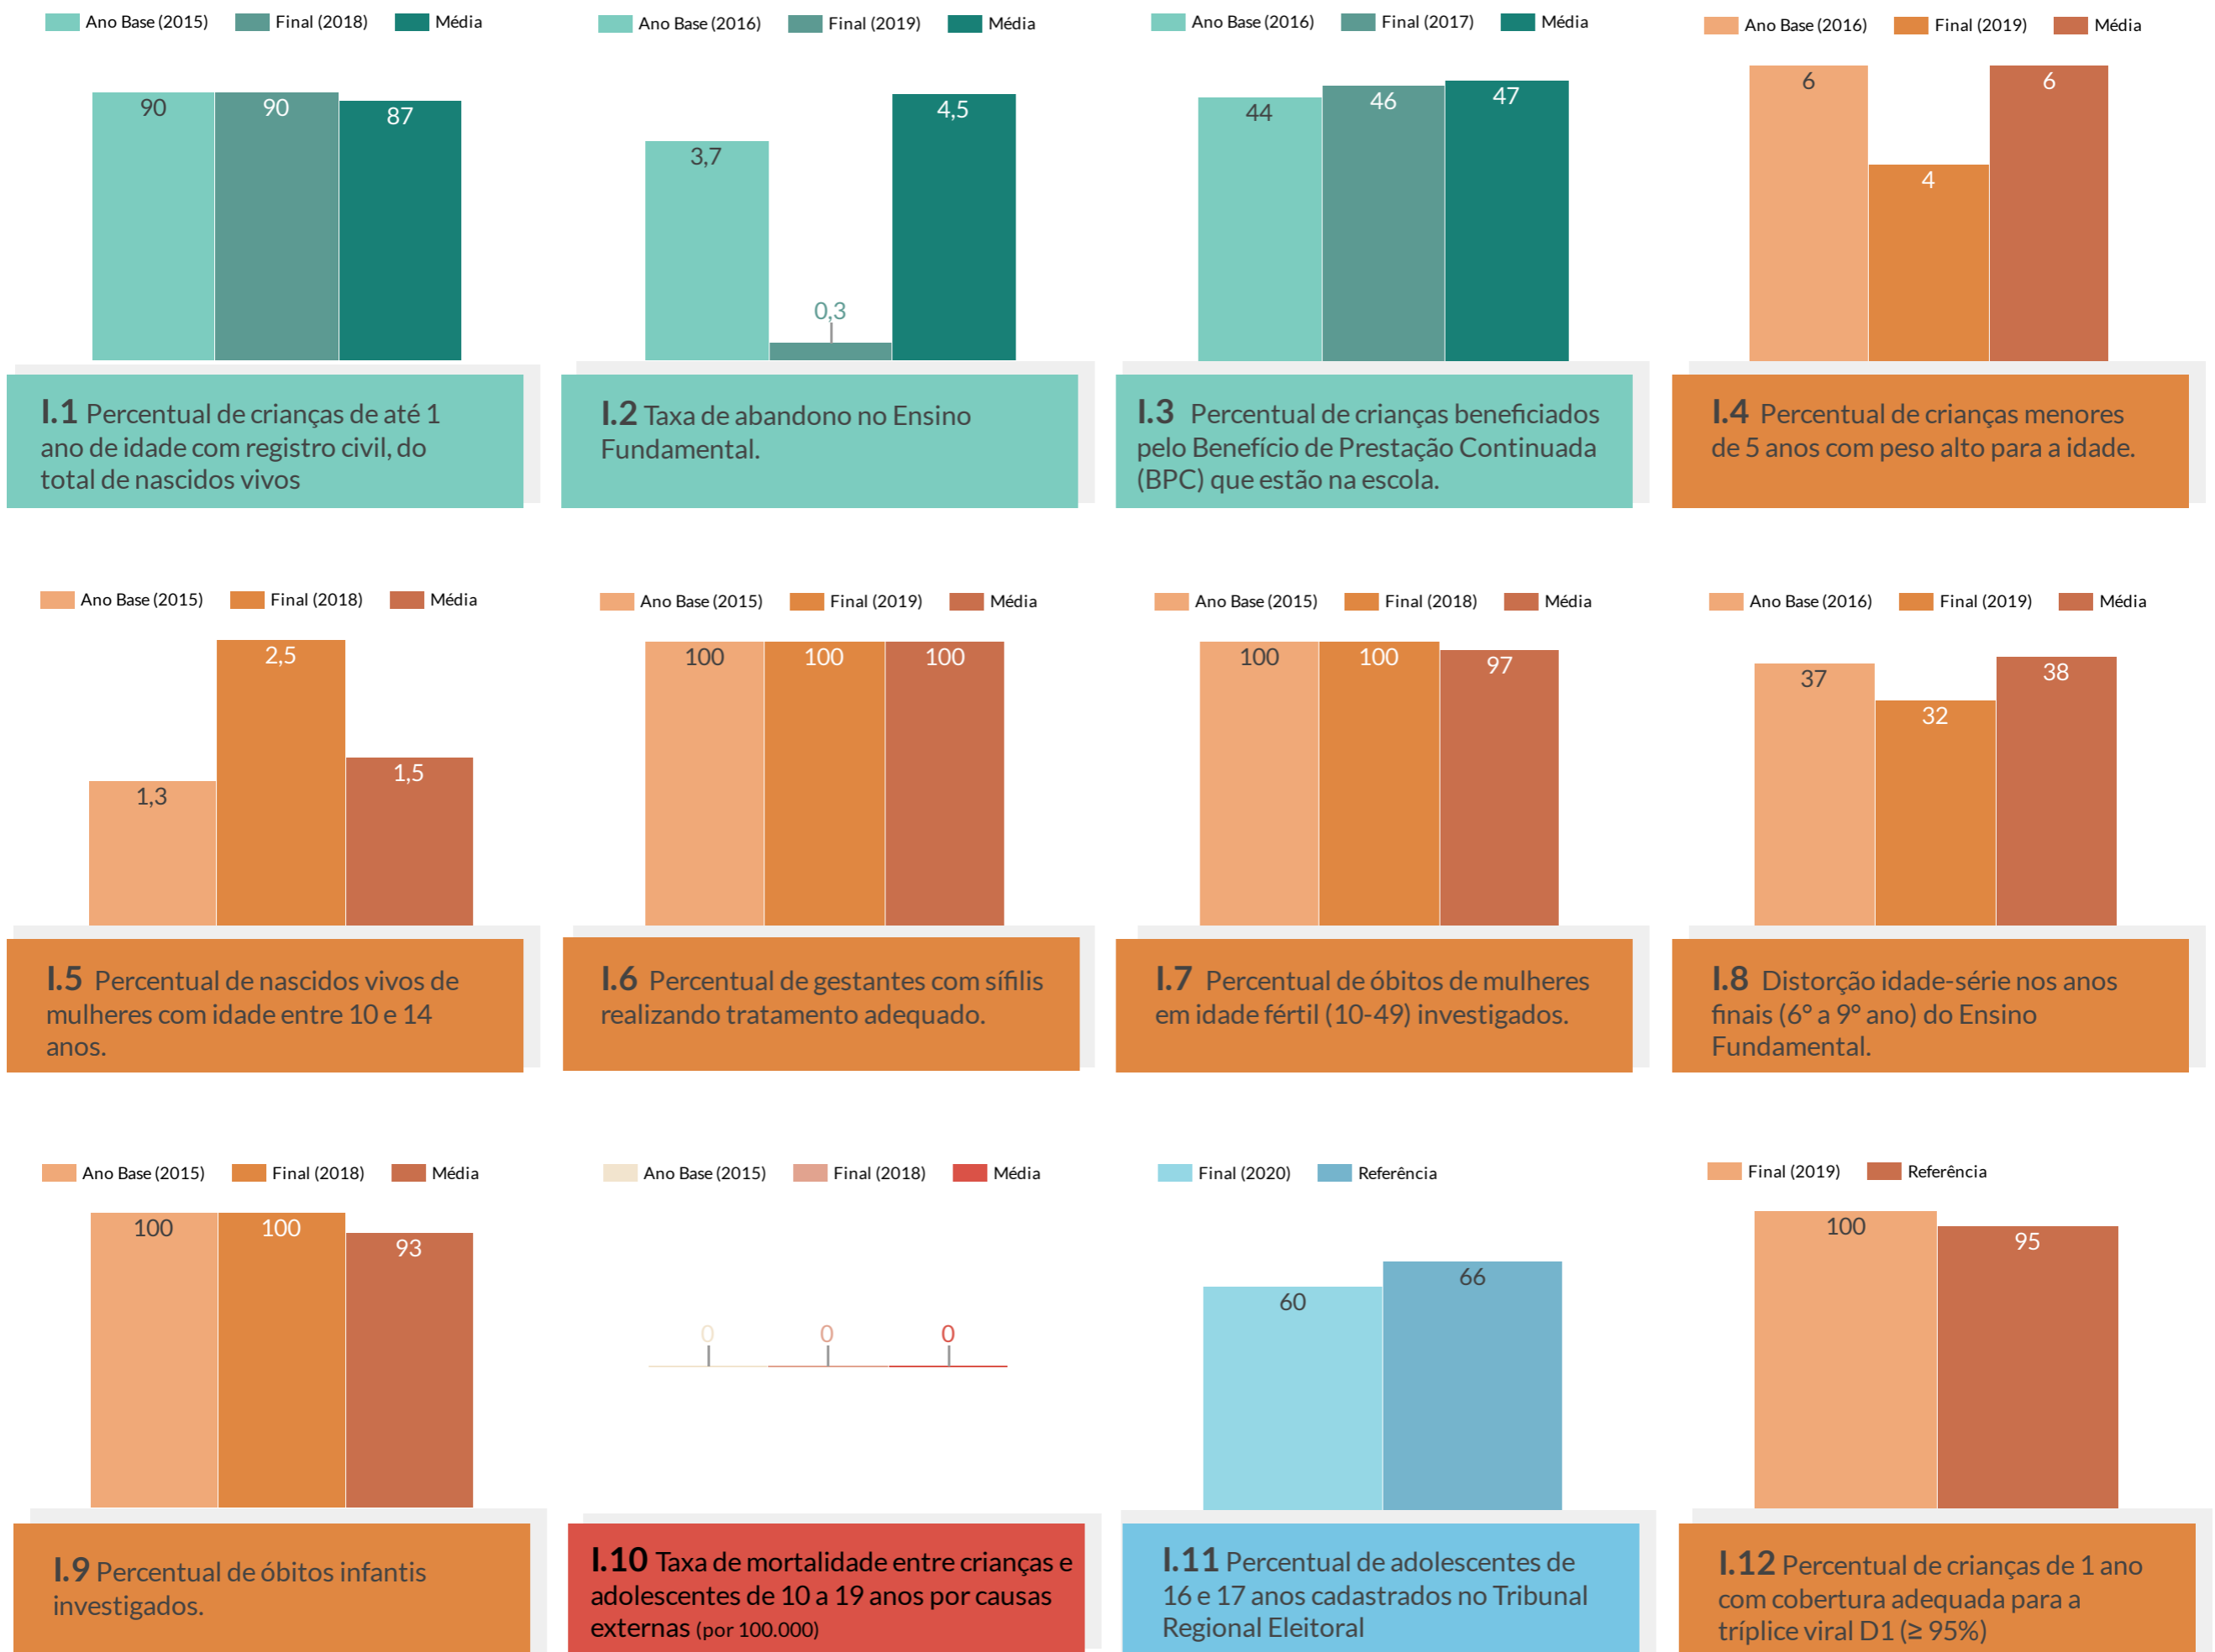 Ano Base (2015) Final (2018) Média
90 90 87
I.1 Percentual de crianças de até 1
ano de idade com registro civil, do
total de nascidos vivos
Ano Base (2016) Final (2019) Média
3,7 0,3 4,5
I.2 Taxa de abandono no Ensino
Fundamental.
Ano Base (2016) Final (2017) Média
44 46 47
I.3 Percentual de crianças beneficiados
pelo Benefício de Prestação Continuada
(BPC) que estão na escola.
Ano Base (2016) Final (2019) Média
6 4 6
I.4 Percentual de crianças menores
de 5 anos com peso alto para a idade.
Ano Base (2015) Final (2018) Média
1,3 2,5 1,5
I.5 Percentual de nascidos vivos de
mulheres com idade entre 10 e 14
anos.
Ano Base (2015) Final (2019) Média
100 100 100
I.6 Percentual de gestantes com sífilis
realizando tratamento adequado.
Ano Base (2015) Final (2018) Média
100 100 97
I.7 Percentual de óbitos de mulheres
em idade fértil (10-49) investigados.
Ano Base (2016) Final (2019) Média
37 32 38
I.8 Distorção idade-série nos anos
finais (6° a 9° ano) do Ensino
Fundamental.
Ano Base (2015) Final (2018) Média
100 100 93
I.9 Percentual de óbitos infantis
investigados.
Ano Base (2015) Final (2018) Média
0 0 0
I.10 Taxa de mortalidade entre crianças e
adolescentes de 10 a 19 anos por causas
externas (por 100.000)
Final (2020) Referência
60 66
I.11 Percentual de adolescentes de
16 e 17 anos cadastrados no Tribunal
Regional Eleitoral
Final (2019) Referência
100 95
I.12 Percentual de crianças de 1 ano
com cobertura adequada para a
tríplice viral D1 (≥ 95%)